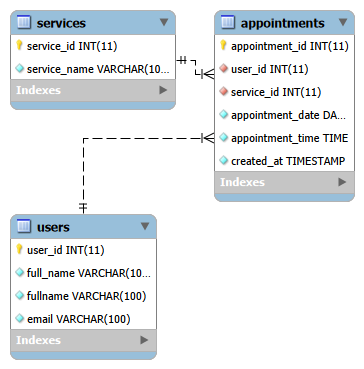 services
service_id INT(11)
service_name VARCHAR(10...
Indexes
appointments
appointment_id INT(11)
user_id INT(11)
service_id INT(11)
appointment_date DA...
appointment_time TIME
created_at TIMESTAMP
Indexes
users
user_id INT(11)
full_name VARCHAR(10...
fullname VARCHAR(100)
email VARCHAR(100)
Indexes